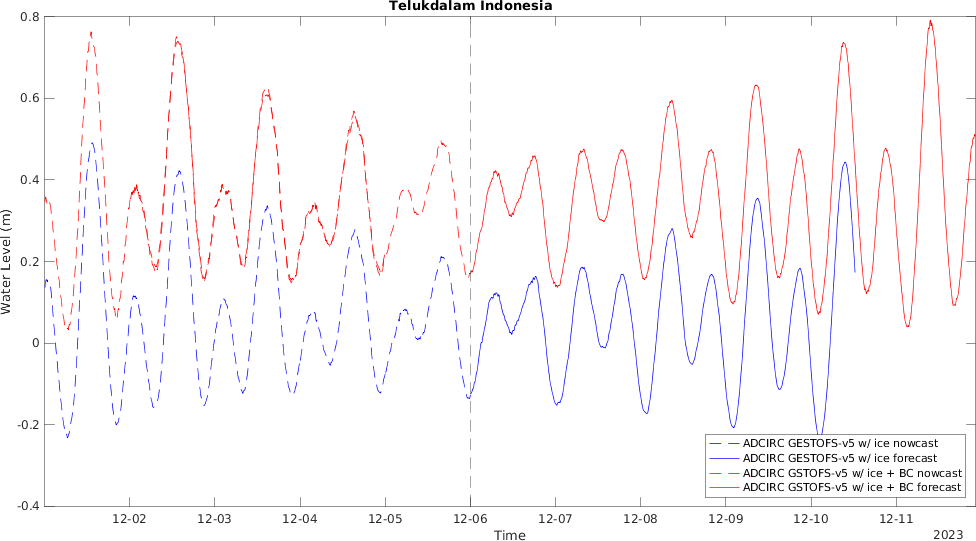 Telukdalam Indonesia
0.8
0.6
0.4
0.2
0
-0.2
-0.4
Water Level (m)
12-02 12-03 12-04 12-05 12-06 12-07 12-08 12-09 12-10 12-11
Time
2023
ADCIRC GESTOFS-v5 w/ ice nowcast
ADCIRC GESTOFS-v5 w/ ice forecast
ADCIRC GSTOFS-v5 w/ ice + BC nowcast
ADCIRC GSTOFS-v5 w/ ice + BC forecast